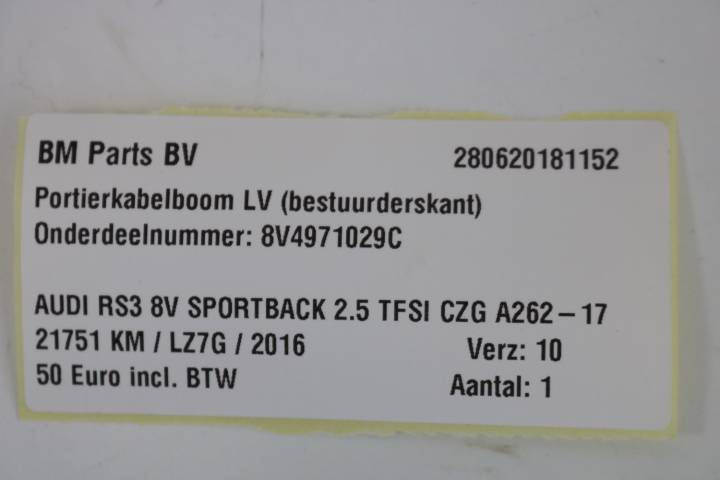 BM Parts BV 280620181152
Portierkabelboom LV (bestuurderskant)
Onderdeelnummer: 8V4971029C
AUDI RS3 8V SPORTBACK 2.5 TFSI CZG A262-17
21751 KM / LZ7G / 2016 Verz: 10
50 Euro incl. BTW Aantal: 1